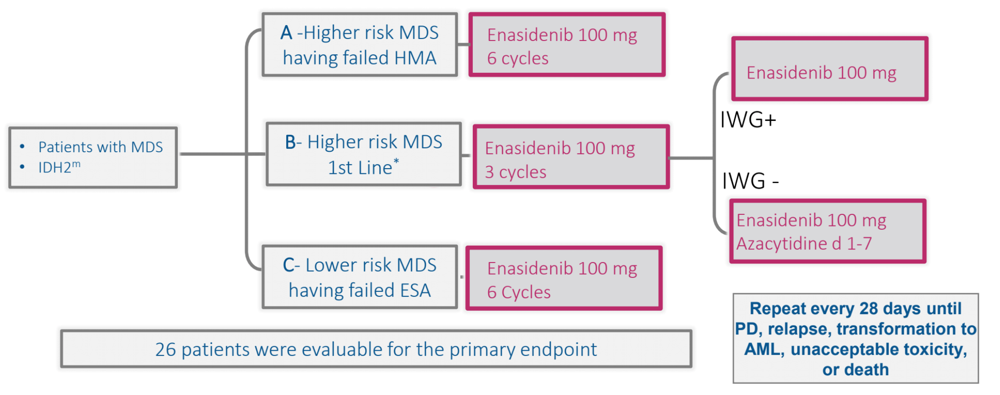 • Patients with MDS
• IDH2ᵐ
A -Higher risk MDS
having failed HMA
Enasidenib 100 mg
6 cycles
B- Higher risk MDS
1st Line*
Enasidenib 100 mg
3 cycles
C- Lower risk MDS
having failed ESA
Enasidenib 100 mg
6 Cycles
Enasidenib 100 mg
IWG+
IWG -
Enasidenib 100 mg
Azacytidine d 1-7
26 patients were evaluable for the primary endpoint
Repeat every 28 days until
PD, relapse, transformation to
AML, unacceptable toxicity,
or death